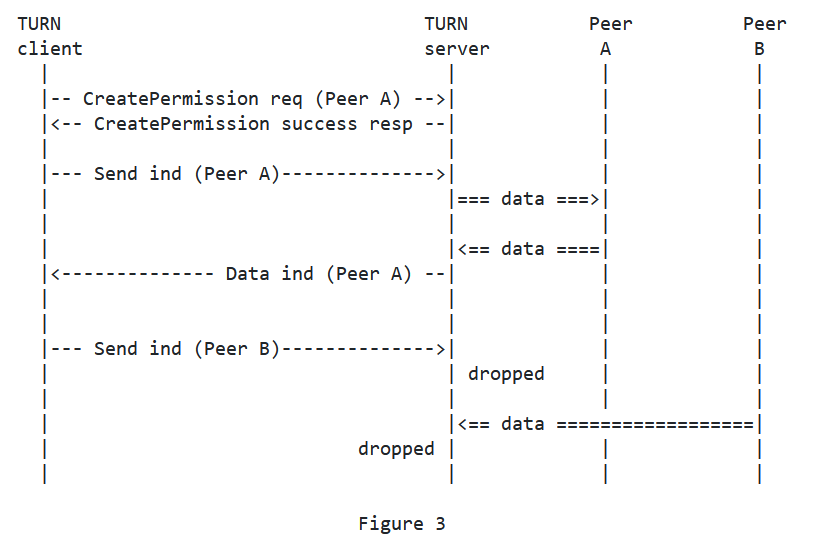 TURN                                 TURN           Peer          Peer
client                               server          A             B
  |                                    |             |             |
  |-- CreatePermission req (Peer A) -->|             |             |
  |<-- CreatePermission success resp --|             |             |
  |                                    |             |             |
  |--- Send ind (Peer A)-------------->|             |             |
  |                                    |=== data ===>|             |
  |                                    |             |             |
  |                                    |<== data ====|             |
  |<-------------- Data ind (Peer A) --|             |             |
  |                                    |             |             |
  |                                    |             |             |
  |--- Send ind (Peer B)-------------->|             |             |
  |                                    | dropped     |             |
  |                                    |             |             |
  |                                    |<== data ==================|
  |                            dropped |             |             |
  |                                    |             |             |
Figure 3